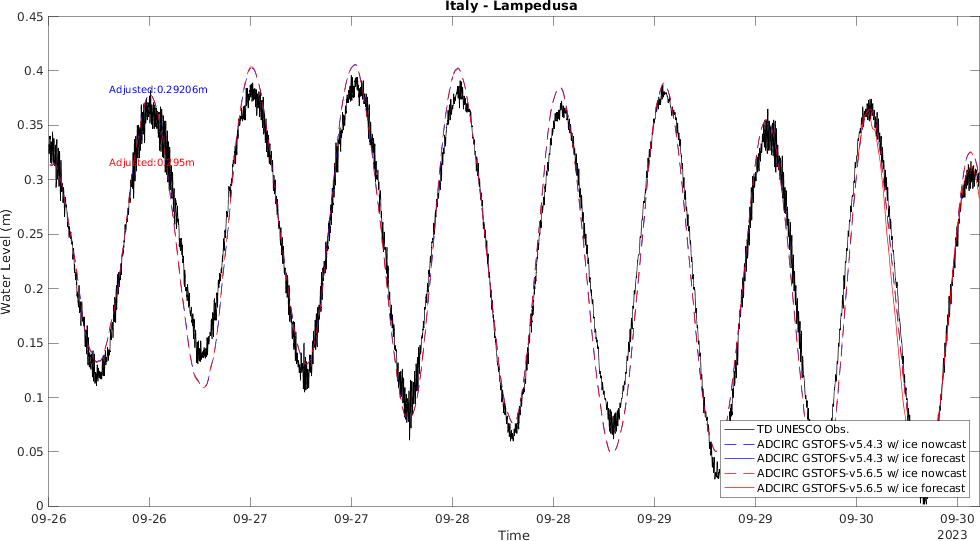 Italy - Lampedusa
0.45
0.4
0.35
0.3
0.25
0.2
0.15
0.1
0.05
0
Water Level (m)
Adjusted:0.29206m
Adjusted:0.295m
TD UNESCO Obs.
ADCIRC GSTOFS-v5.4.3 w/ ice nowcast
ADCIRC GSTOFS-v5.4.3 w/ ice forecast
ADCIRC GSTOFS-v5.6.5 w/ ice nowcast
ADCIRC GSTOFS-v5.6.5 w/ ice forecast
09-26 09-26 09-27 09-27 09-28 09-28 09-29 09-29 09-30 09-30
Time 2023